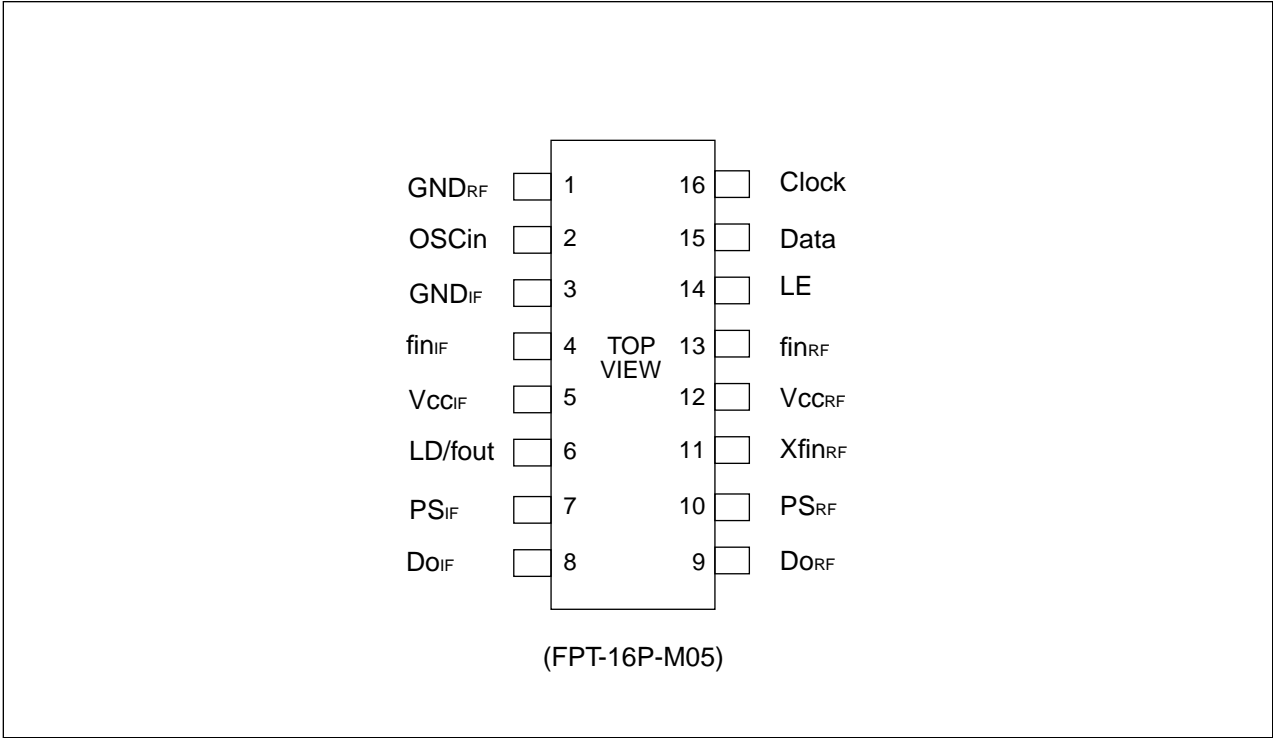 GNDRF 1 16 Clock
OSCin 2 15 Data
GNDIF 3 14 LE
finIF 4 TOP VIEW 13 finRF
VccIF 5 12 VccRF
LD/fout 6 11 XfinRF
PSIF 7 10 PSRF
DoIF 8 9 DoRF
(FPT-16P-M05)